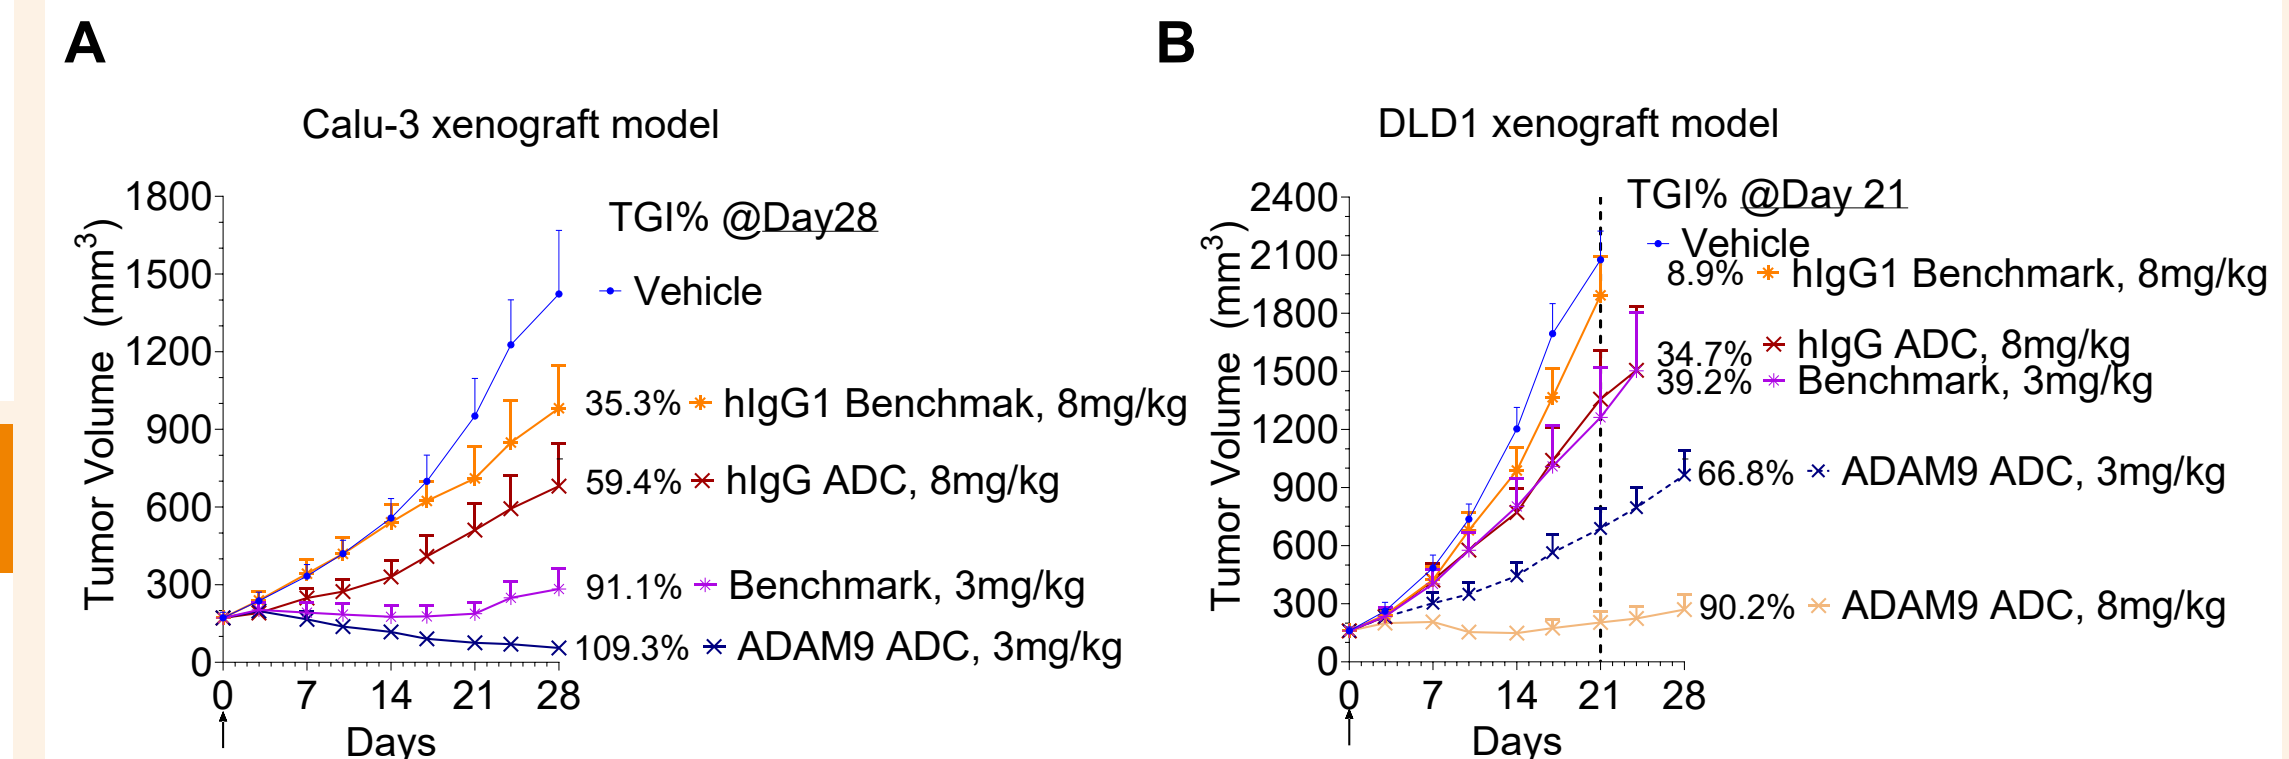 A
Calu-3 xenograft model
TGI% @Day28
Tumor Volume (mm3)
1800
1500
1200
900
600
300
0
Vehicle
35.3% hIgG1 Benchmak, 8mg/kg
59.4% hIgG ADC, 8mg/kg
91.1% Benchmark, 3mg/kg
109.3% ADAM9 ADC, 3mg/kg
0 7 14 21 28
Days
B
DLD1 xenograft model
TGI% @Day 21
Tumor Volume (mm3)
2400
2100
1800
1500
1200
900
600
300
0
Vehicle
8.9% hIgG1 Benchmark, 8mg/kg
34.7% hIgG ADC, 8mg/kg
39.2% Benchmark, 3mg/kg
66.8% ADAM9 ADC, 3mg/kg
90.2% ADAM9 ADC, 8mg/kg
0 7 14 21 28
Days